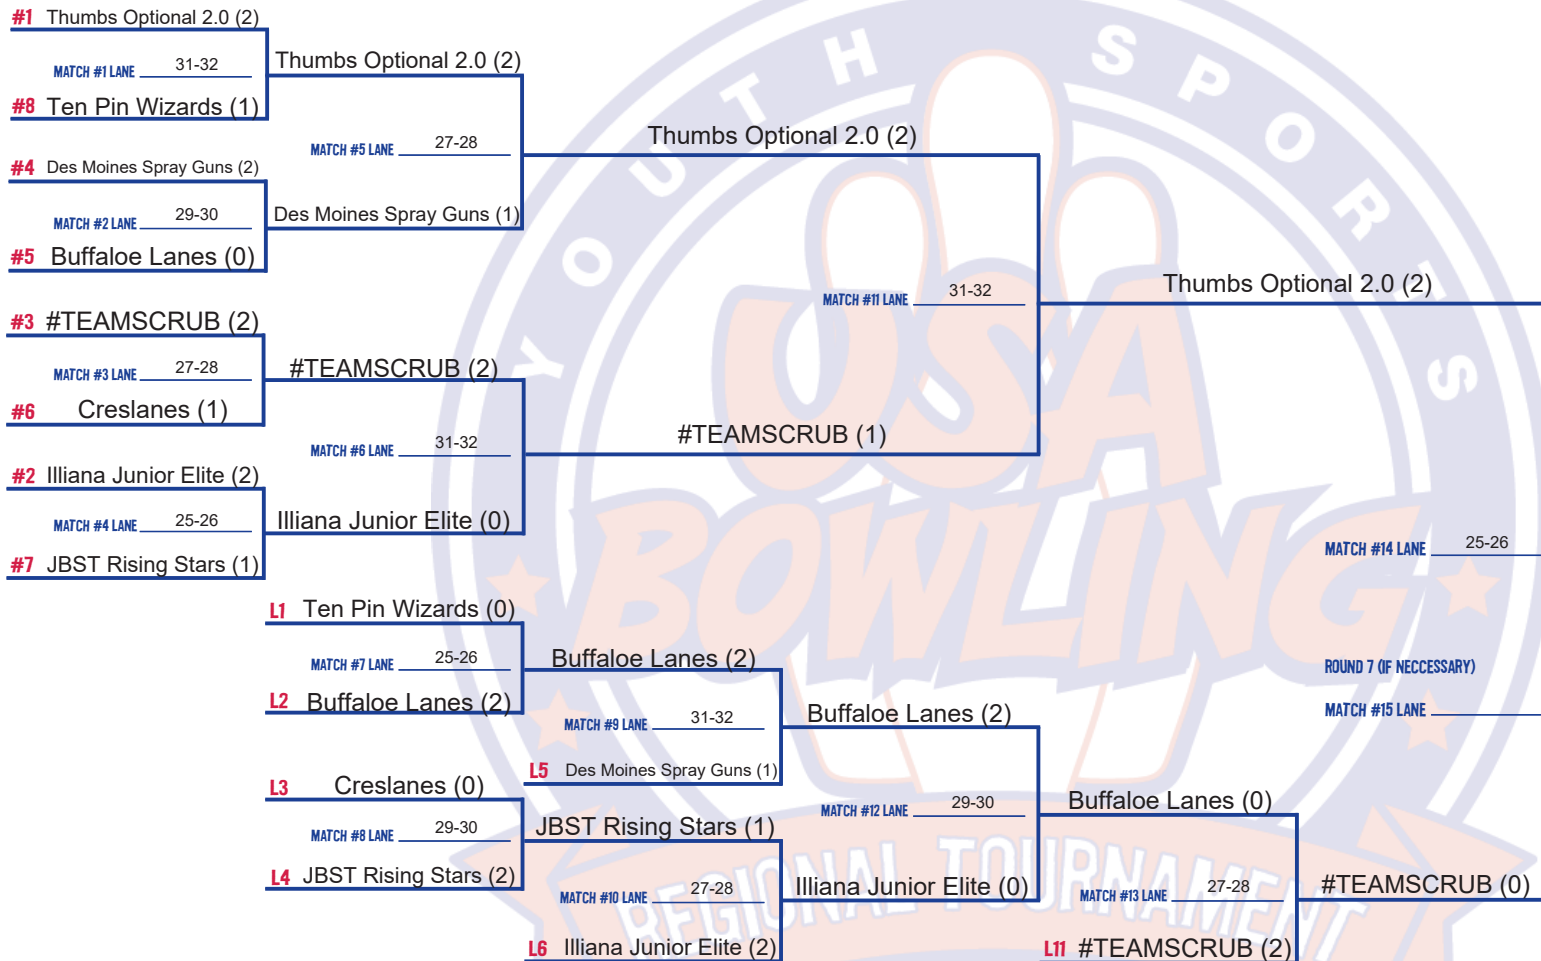 #1 Thumbs Optional 2.0 (2)
MATCH #1 LANE 31-32
#8 Ten Pin Wizards (1)
Thumbs Optional 2.0 (2)
MATCH #5 LANE 27-28
#4 Des Moines Spray Guns (2)
MATCH #2 LANE 29-30
#5 Buffaloe Lanes (0)
Des Moines Spray Guns (1)
Thumbs Optional 2.0 (2)
#3 #TEAMSCRUB (2)
MATCH #3 LANE 27-28
#6 Creslanes (1)
#TEAMSCRUB (2)
MATCH #6 LANE 31-32
#2 Illiana Junior Elite (2)
MATCH #4 LANE 25-26
#7 JBST Rising Stars (1)
Illiana Junior Elite (0)
MATCH #11 LANE 31-32
#TEAMSCRUB (1)
Thumbs Optional 2.0 (2)
MATCH #14 LANE 25-26
ROUND 7 (IF NECCESSARY)
MATCH #15 LANE
L1 Ten Pin Wizards (0)
MATCH #7 LANE 25-26
L2 Buffaloe Lanes (2)
Buffaloe Lanes (2)
MATCH #9 LANE 31-32
L5 Des Moines Spray Guns (1)
Buffaloe Lanes (2)
L3 Creslanes (0)
MATCH #8 LANE 29-30
L4 JBST Rising Stars (2)
JBST Rising Stars (1)
MATCH #10 LANE 27-28
L6 Illiana Junior Elite (2)
Illiana Junior Elite (0)
MATCH #12 LANE 29-30
Buffaloe Lanes (0)
MATCH #13 LANE 27-28
L11 #TEAMSCRUB (2)
#TEAMSCRUB (0)
YOUTH SPORTS
USA
BOWLING
REGIONAL TOURNAMENT